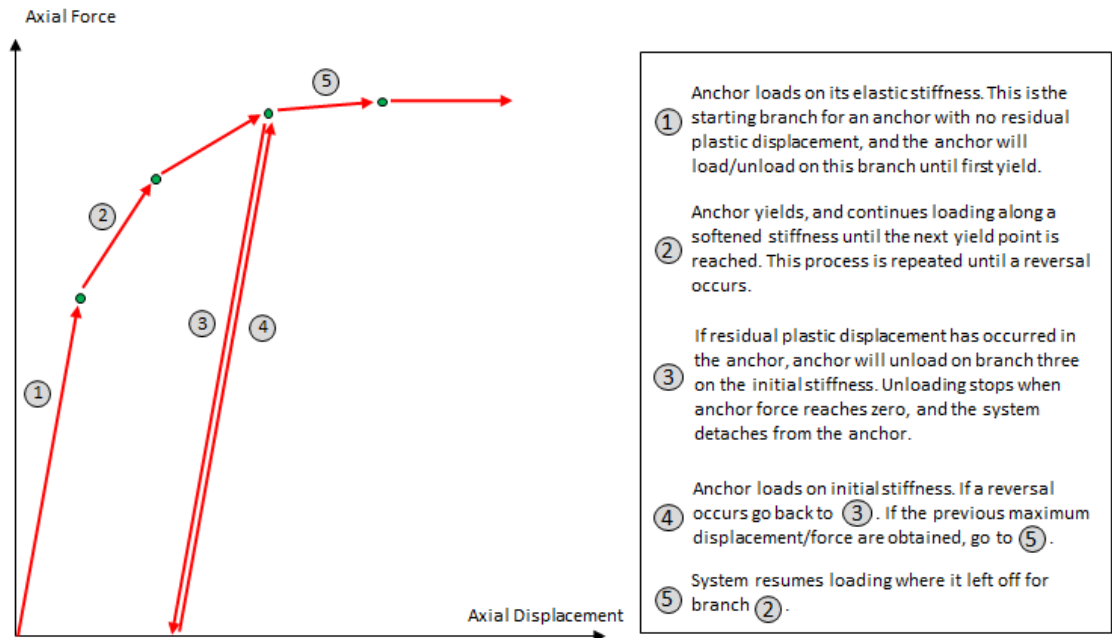 Axial Force
5
2
3
4
1
Axial Displacement
1
Anchor loads on its elastic stiffness. This is the
starting branch for an anchor with no residual
plastic displacement, and the anchor will
load/unload on this branch until first yield.
2
Anchor yields, and continues loading along a
softened stiffness until the next yield point is
reached. This process is repeated until a reversal
occurs.
3
If residual plastic displacement has occurred in
the anchor, anchor will unload on branch three
on the initial stiffness. Unloading stops when
anchor force reaches zero, and the system
detaches from the anchor.
4
Anchor loads on initial stiffness. If a reversal
occurs go back to 3. If the previous maximum
displacement/force are obtained, go to 5.
5
System resumes loading where it left off for
branch 2.